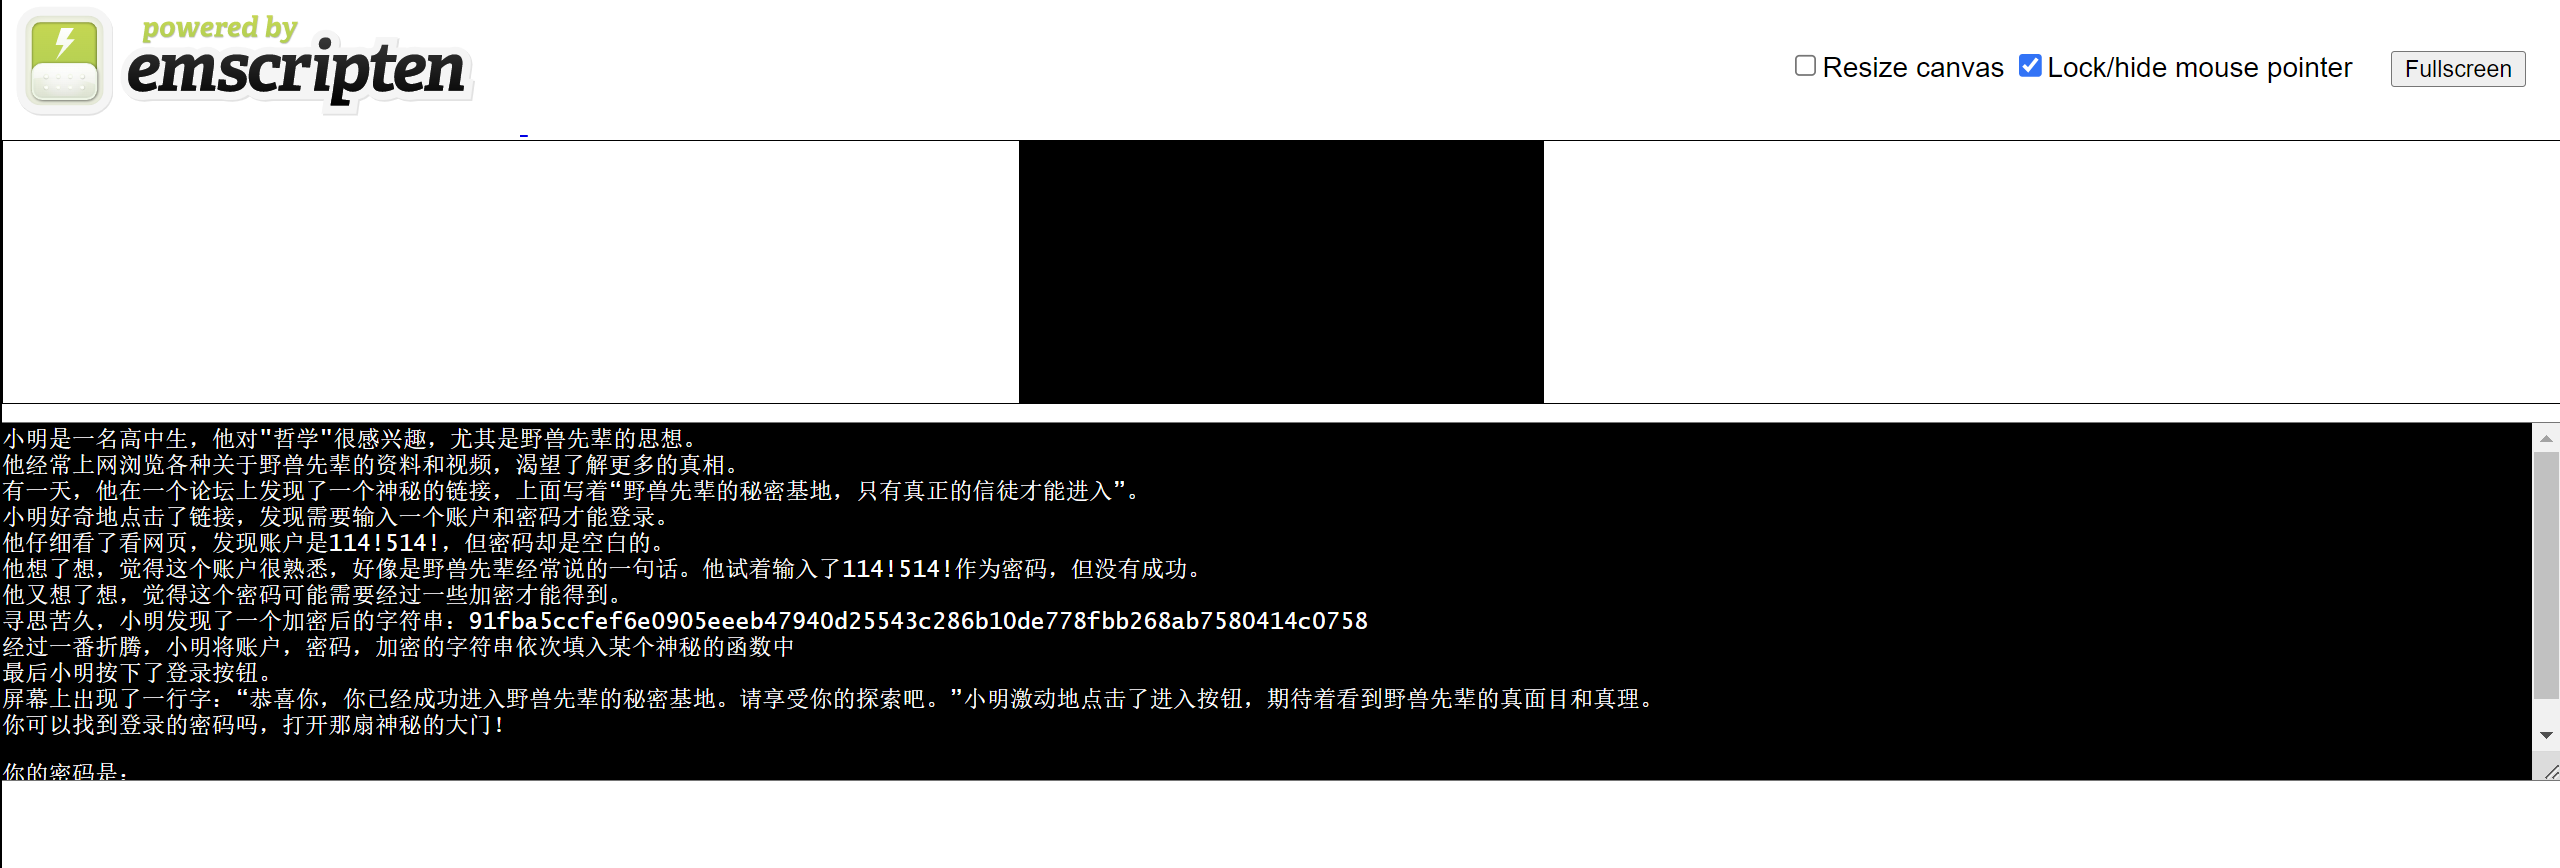 powered by
emscripten
Resize canvas Lock/hide mouse pointer Fullscreen
小明是一名高中生，他对"哲学"很感兴趣，尤其是野兽先辈的思想。
他经常上网浏览各种关于野兽先辈的资料和视频，渴望了解更多的真相。
有一天，他在一个论坛上发现了一个神秘的链接，上面写着“野兽先辈的秘密基地，只有真正的信徒才能进入”。
小明好奇地点击了链接，发现需要输入一个账户和密码才能登录。
他仔细看了看网页，发现账户是114!514!，但密码却是空白的。
他想了想，觉得这个账户很熟悉，好像是野兽先辈经常说的一句话。他试着输入了114!514!作为密码，但没有成功。
他又想了想，觉得这个密码可能需要经过一些加密才能得到。
寻思苦久，小明发现了一个加密后的字符串：91fba5ccfef6e0905eeeb47940d25543c286b10de778fbb268ab7580414c0758
经过一番折腾，小明将账户，密码，加密的字符串依次填入某个神秘的函数中
最后小明按下了登录按钮。
屏幕上出现了一行字：“恭喜你，你已经成功进入野兽先辈的秘密基地。请享受你的探索吧。”小明激动地点击了进入按钮，期待着看到野兽先辈的真面目和真理。
你可以找到登录的密码吗，打开那扇神秘的大门！
你的密码是：